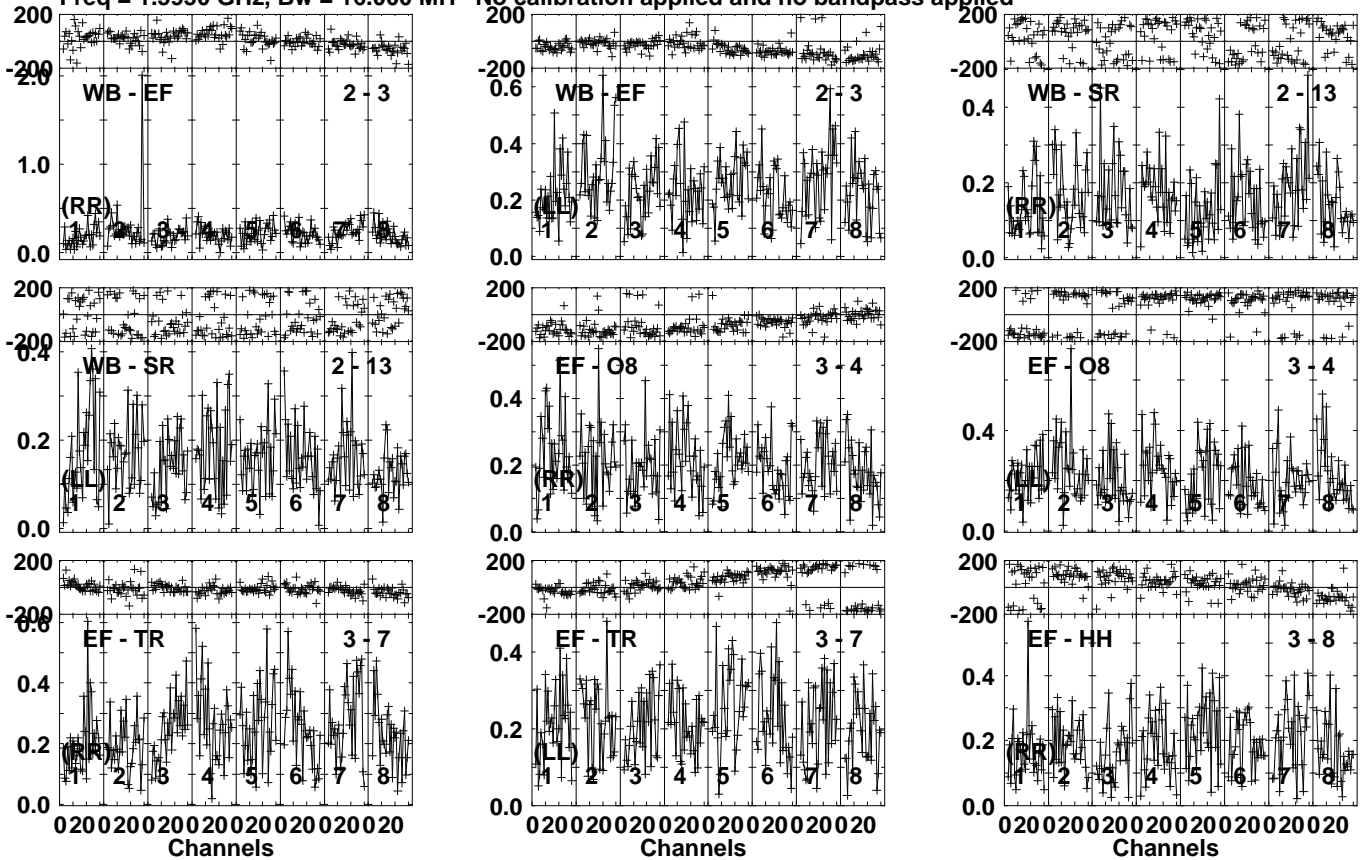 Freq = 1.5950 GHz, Bw = 16.000 MH No calibration applied and no bandpass applied
200 200 200
-200 -200 -200
2.0 WB - EF 2 - 3 0.6 WB - EF 2 - 3 WB - SR 2 - 13
0.4 0.4
1.0
0.2 0.2
(RR) (LL) (RR)
1 2 3 4 5 6 7 8 1 2 3 4 5 6 7 8 1 2 3 4 5 6 7 8
0.0 0.0 0.0
200 200 200
-200 -200 -200
0.4 WB - SR 2 - 13 EF - O8 3 - 4 EF - O8 3 - 4
0.4 0.4
0.2 0.2
(LL) (RR) (LL)
1 2 3 4 5 6 7 8 1 2 3 4 5 6 7 8 1 2 3 4 5 6 7 8
0.0 0.0 0.0
200 200 200
-200 -200 -200
0.6 EF - TR 3 - 7 EF - TR 3 - 7 EF - HH 3 - 8
0.4 0.4 0.4
0.2 0.2 0.2
(RR) (LL) (RR)
1 2 3 4 5 6 7 8 1 2 3 4 5 6 7 8 1 2 3 4 5 6 7 8
0.0 0.0 0.0
0 20 0 20 0 20 0 20 0 20 0 20 0 20 0 20 0 20 0 20 0 20 0 20 0 20 0 20 0 20 0 20 0 20 0 20 0 20 0 20 0 20 0 20 0 20 0 20
Channels Channels Channels